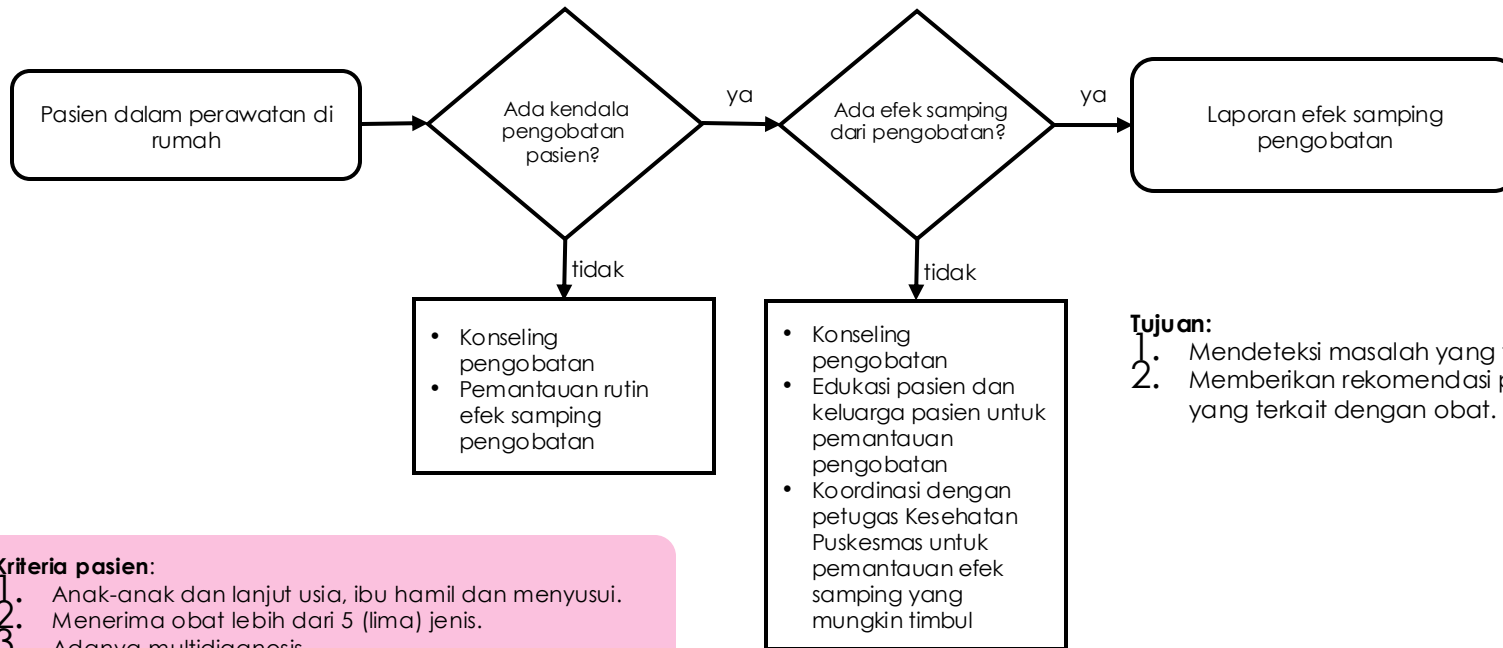 Pasien dalam perawatan di
rumah
Ada kendala
pengobatan
pasien?
ya
Ada efek samping
dari pengobatan?
ya
Laporan efek samping
pengobatan
tidak
• Konseling
pengobatan
• Pemantauan rutin
efek samping
pengobatan
tidak
• Konseling
pengobatan
• Edukasi pasien dan
keluarga pasien untuk
pemantauan
pengobatan
• Koordinasi dengan
petugas Kesehatan
Puskesmas untuk
pemantauan efek
samping yang
mungkin timbul
Tujuan:
1. Mendeteksi masalah yang
2. Memberikan rekomendasi
yang terkait dengan obat.
Kriteria pasien:
1. Anak-anak dan lanjut usia, ibu hamil dan menyusui.
2. Menerima obat lebih dari 5 (lima) jenis.
3. Adanya multidiagnosis